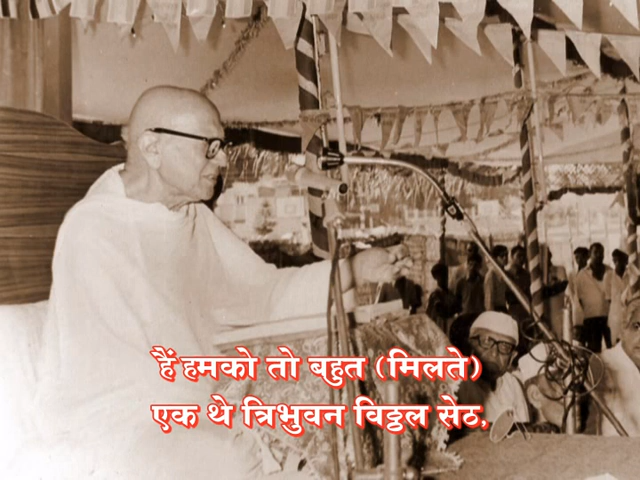 हैं हमको तो बहुत (मिलते)
एक थे त्रिभुवन विठ्ठल सेठ,